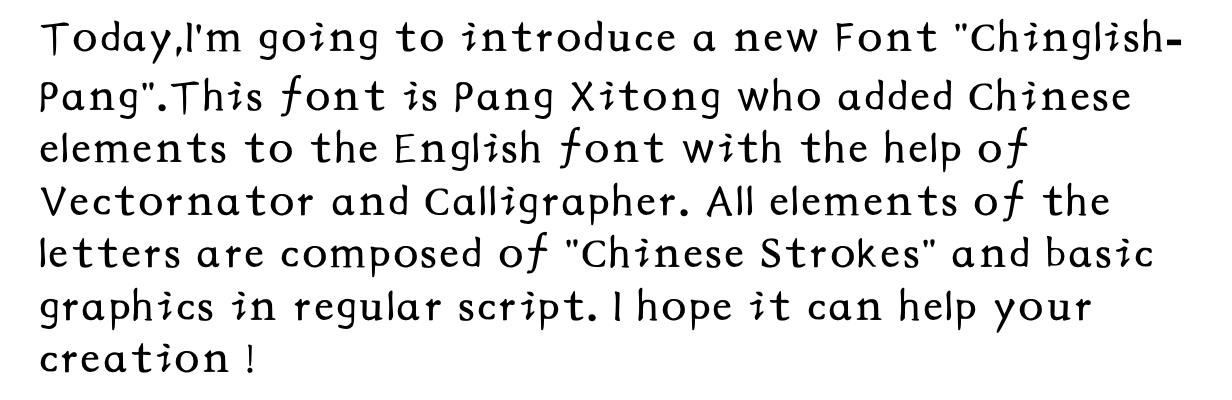 Today,I'm going to introduce a new Font "Chinglish-
Pang".This font is Pang Xitong who added Chinese
elements to the English font with the help of
Vectornator and Calligrapher. All elements of the
letters are composed of "Chinese Strokes" and basic
graphics in regular script. I hope it can help your
creation !